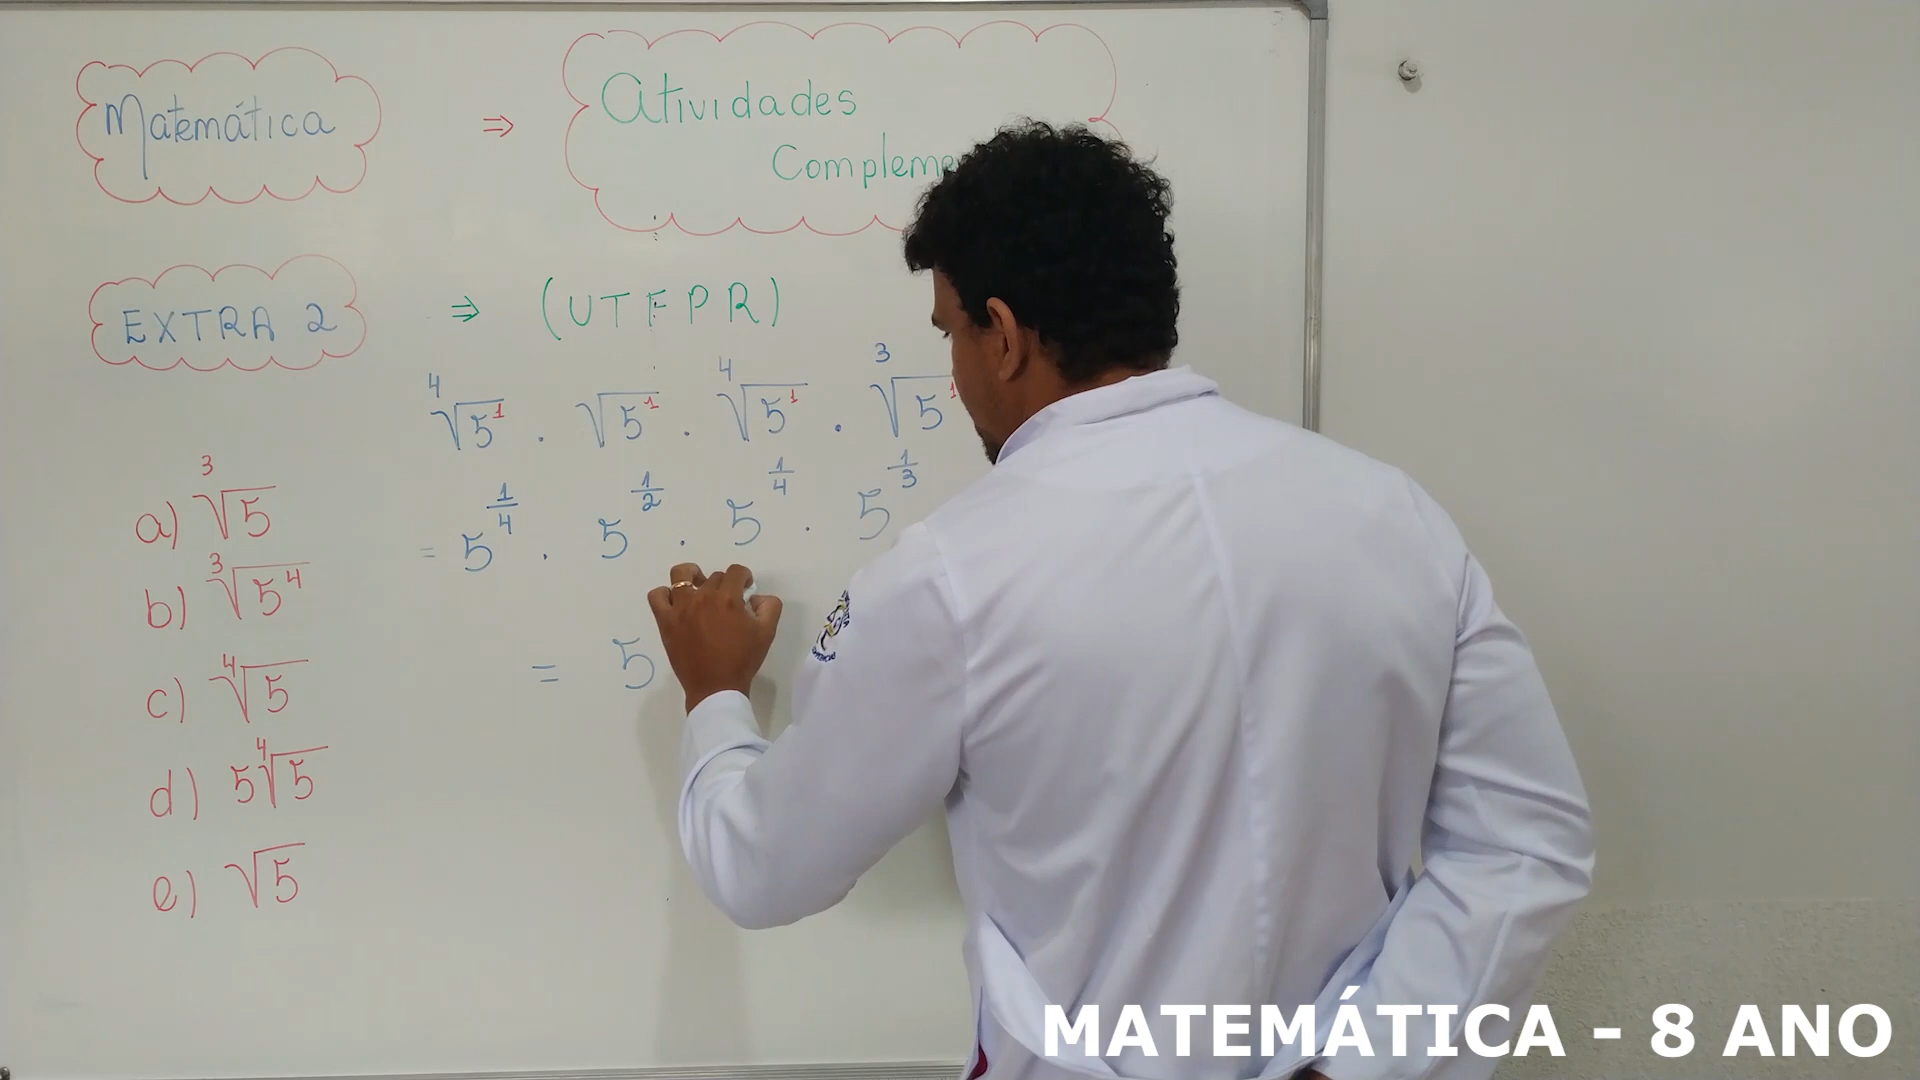 Matemática ⇒ Atividades
Compleme
EXTRA 2 ⇒ (UTFPR)
⁴√5¹ . √5¹ . ⁴√5¹ . ³√5¹
= 5^(1/4) . 5^(1/2) . 5^(1/4) . 5^(1/3)
= 5
a) ³√5
b) ³√5⁴
c) ⁴√5
d) 5⁴√5
e) √5
MATEMÁTICA - 8 ANO